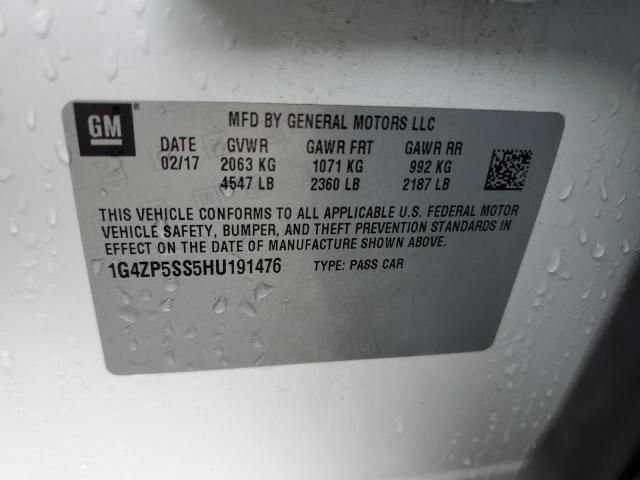 GM ® MFD BY GENERAL MOTORS LLC
DATE GVWR GAWR FRT GAWR RR
02/17 2063 KG 1071 KG 992 KG
4547 LB 2360 LB 2187 LB
THIS VEHICLE CONFORMS TO ALL APPLICABLE U.S. FEDERAL MOTOR
VEHICLE SAFETY, BUMPER, AND THEFT PREVENTION STANDARDS IN
EFFECT ON THE DATE OF MANUFACTURE SHOWN ABOVE.
1G4ZP5SS5HU191476 TYPE: PASS CAR